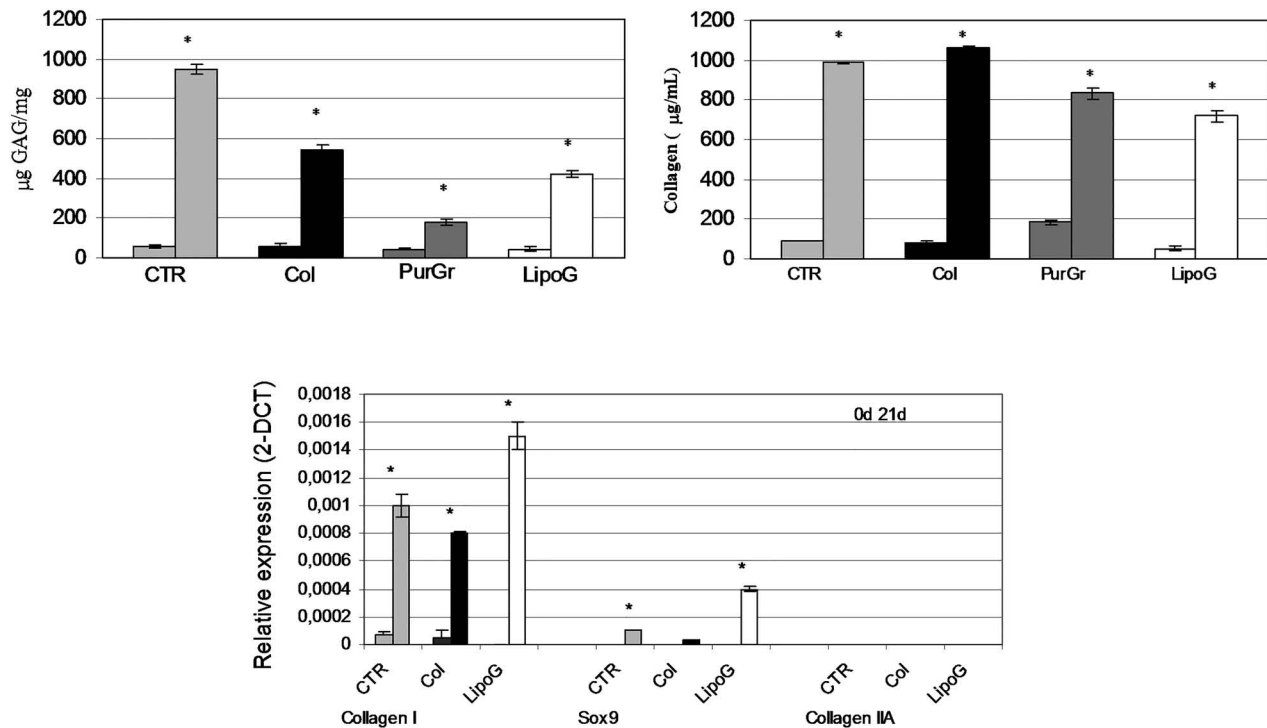 1200
1000
800
600
400
200
0
µg GAG/mg
* * * *
CTR Col PurGr LipoG
1200
1000
800
600
400
200
0
Collagen ( µg/mL)
* * * *
CTR Col PurGr LipoG
0,0018
0,0016
0,0014
0,0012
0,001
0,0008
0,0006
0,0004
0,0002
0
Relative expression (2-DCT)
0d 21d
* * * * *
CTR Col LipoG CTR Col LipoG CTR Col LipoG
Collagen I Sox9 Collagen IIA